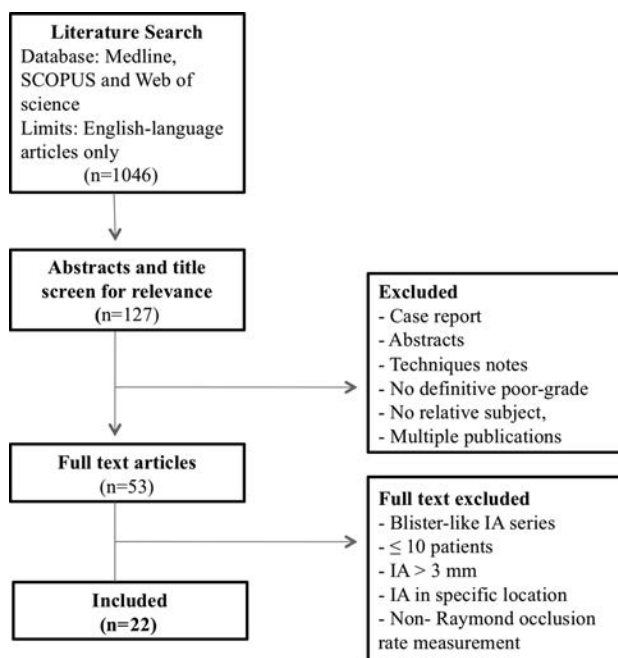 Literature Search
Database: Medline,
SCOPUS and Web of
science
Limits: English-language
articles only
(n=1046)
Abstracts and title
screen for relevance
(n=127)
Excluded
- Case report
- Abstracts
- Techniques notes
- No definitive poor-grade
- No relative subject,
- Multiple publications
Full text articles
(n=53)
Full text excluded
- Blister-like IA series
- ≤ 10 patients
- IA > 3 mm
- IA in specific location
- Non- Raymond occlusion
rate measurement
Included
(n=22)